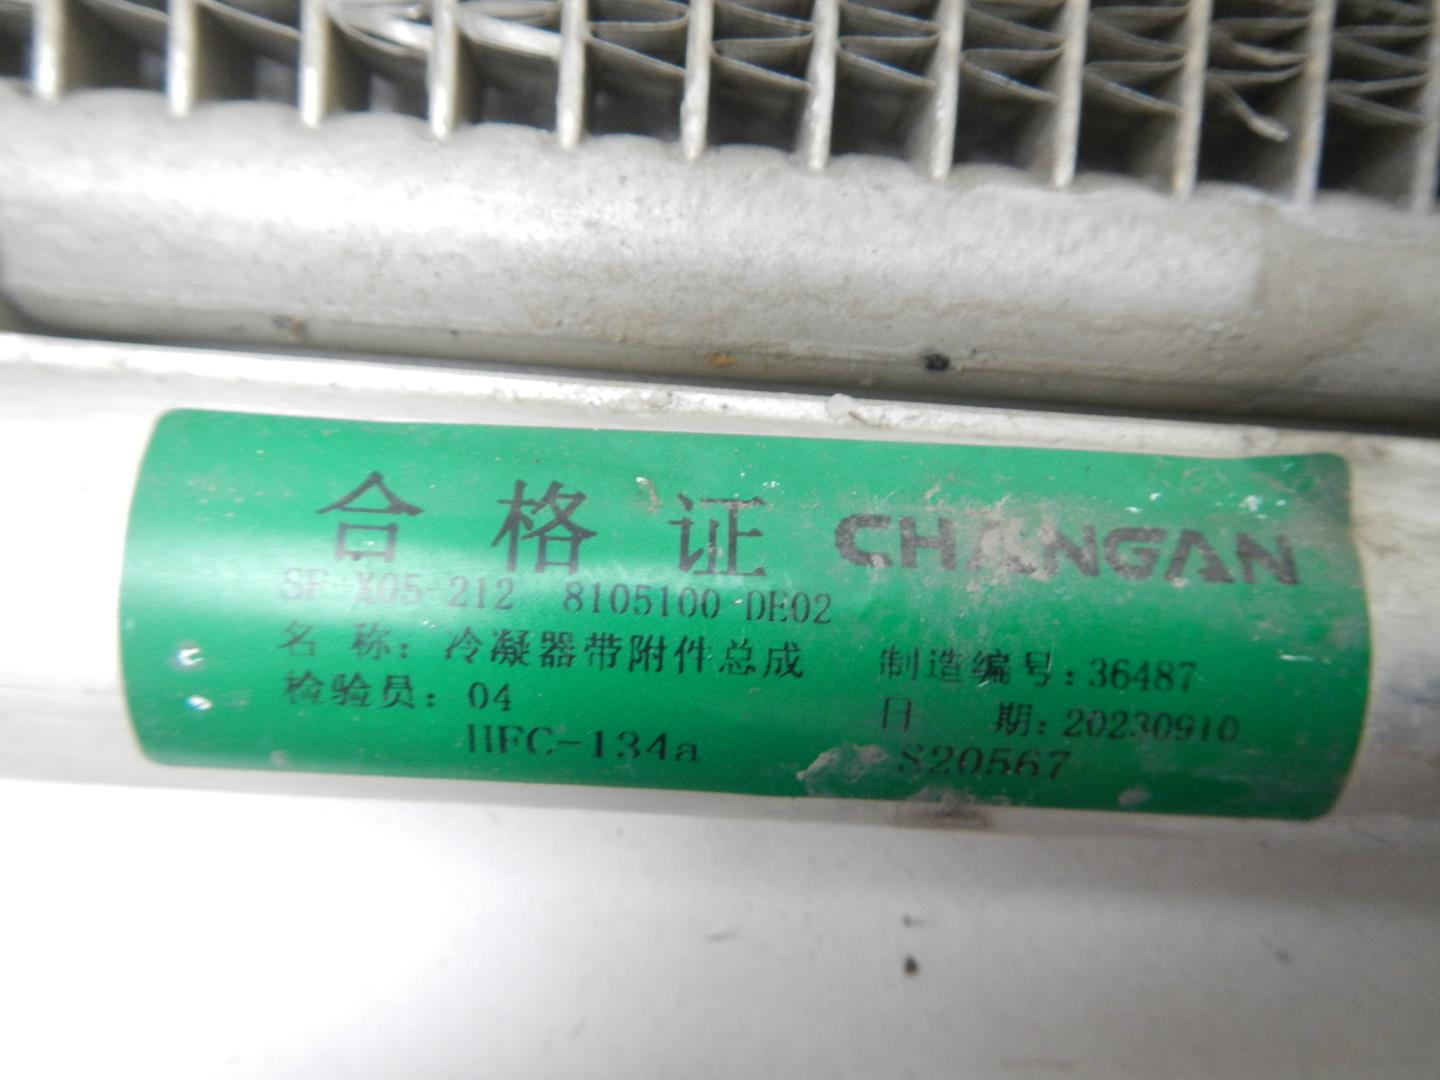 合格证 CHANGAN
X05-212 8105100-DE02
名 称：冷凝器带附件总成 制造编号：36487
检验员：04 日 期：20230910
HFC-134a S20567